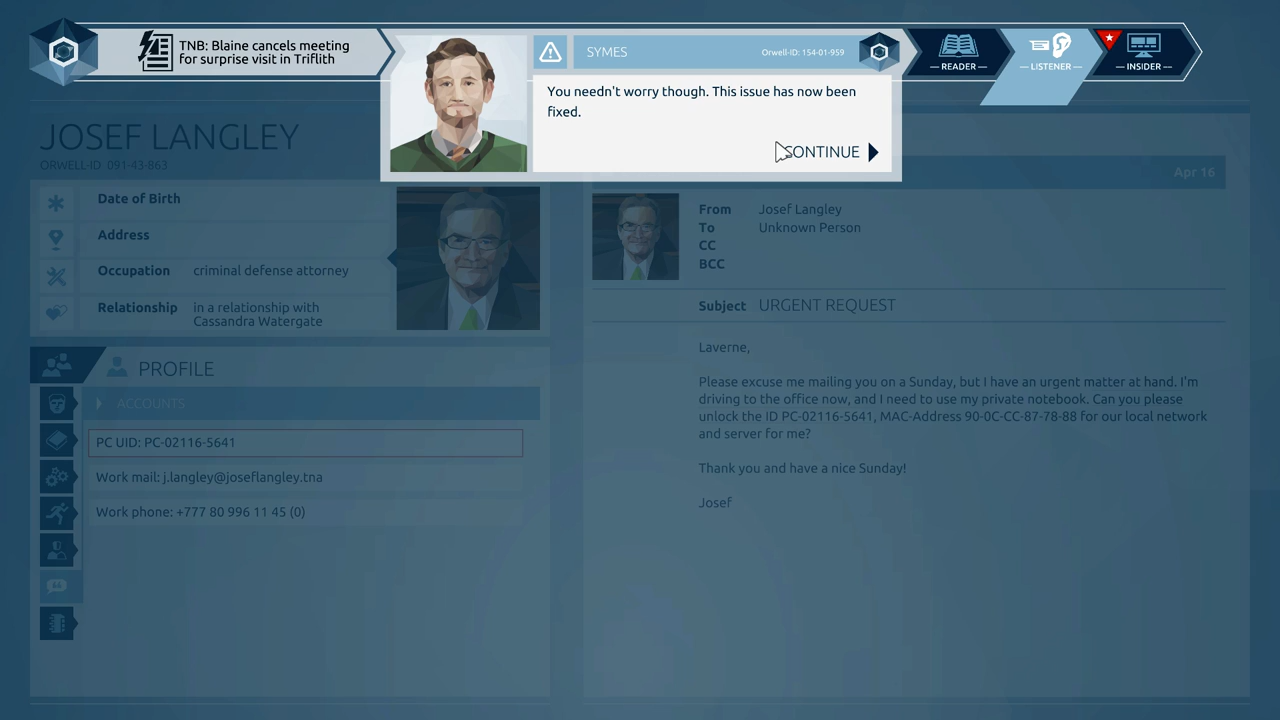 TNB: Blaine cancels meeting
for surprise visit in Triflith
SYMES
Orwell-ID: 154-01-959
You needn't worry though. This issue has now been
fixed.
CONTINUE
— READER —
— LISTENER —
— INSIDER —
JOSEF LANGLEY
ORWELL-ID: 091-43-863
Date of Birth
Address
Occupation criminal defense attorney
Relationship in a relationship with
Cassandra Watergate
PROFILE
ACCOUNTS
PC UID: PC-02116-5641
Work mail: j.langley@joseflangley.tna
Work phone: +777 80 996 11 45 (0)
Apr 16
From Josef Langley
To Unknown Person
CC
BCC
Subject URGENT REQUEST
Laverne,
Please excuse me mailing you on a Sunday, but I have an urgent matter at hand. I'm
driving to the office now, and I need to use my private notebook. Can you please
unlock the ID PC-02116-5641, MAC-Address 90-0C-CC-87-78-88 for our local network
and server for me?
Thank you and have a nice Sunday!
Josef